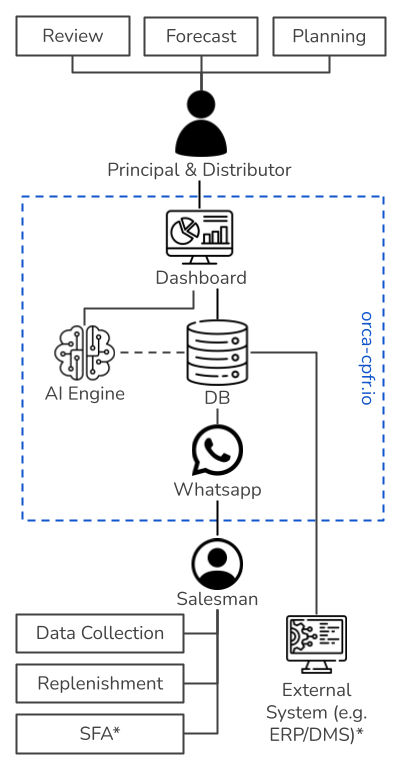 Review
Forecast
Planning
Principal & Distributor
Dashboard
orca-cpfr.io
AI Engine
DB
Whatsapp
Salesman
Data Collection
Replenishment
SFA*
External
System (e.g.
ERP/DMS)*